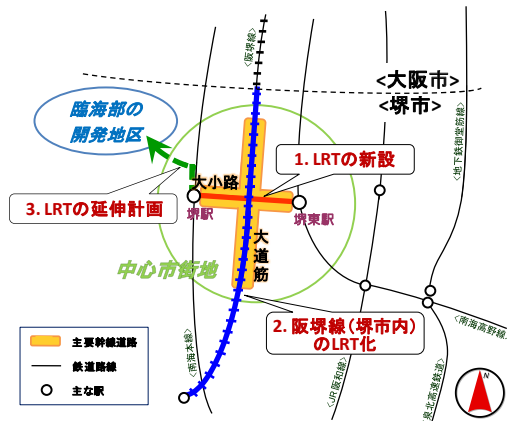 <阪堺線>
<大阪市>
<堺市>
<地下鉄御堂筋線>
臨海部の
開発地区
1. LRTの新設
大小路
3. LRTの延伸計画
堺駅
堺東駅
大道筋
中心市街地
2. 阪堺線（堺市内）
のLRT化
<南海高野線>
<南海本線>
<JR阪和線>
泉北高速鉄道>
主要幹線道路
鉄道路線
主な駅
N